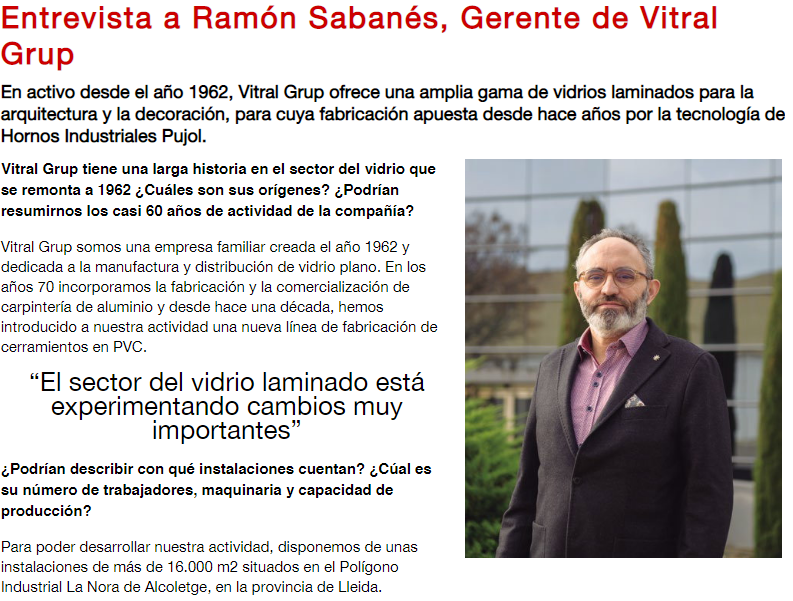 Entrevista a Ramón Sabanés, Gerente de Vitral
Grup
En activo desde el año 1962, Vitral Grup ofrece una amplia gama de vidrios laminados para la
arquitectura y la decoración, para cuya fabricación apuesta desde hace años por la tecnología de
Hornos Industriales Pujol.
Vitral Grup tiene una larga historia en el sector del vidrio que
se remonta a 1962 ¿Cuáles son sus orígenes? ¿Podrían
resumirnos los casi 60 años de actividad de la compañía?
Vitral Grup somos una empresa familiar creada el año 1962 y
dedicada a la manufactura y distribución de vidrio plano. En los
años 70 incorporamos la fabricación y la comercialización de
carpintería de aluminio y desde hace una década, hemos
introducido a nuestra actividad una nueva línea de fabricación de
cerramientos en PVC.
“El sector del vidrio laminado está
experimentando cambios muy
importantes”
¿Podrían describir con qué instalaciones cuentan? ¿Cúal es
su número de trabajadores, maquinaria y capacidad de
producción?
Para poder desarrollar nuestra actividad, disponemos de unas
instalaciones de más de 16.000 m2 situados en el Polígono
Industrial La Nora de Alcoletge, en la provincia de Lleida.